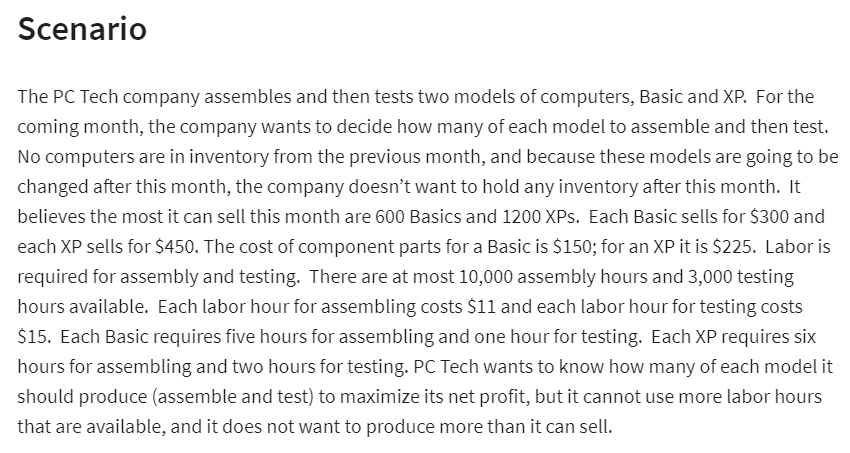 Scenario
The PC Tech company assembles and then tests two models of computers, Basic and XP.  For the
coming month, the company wants to decide how many of each model to assemble and then test.
No computers are in inventory from the previous month, and because these models are going to be
changed after this month, the company doesn’t want to hold any inventory after this month.  It
believes the most it can sell this month are 600 Basics and 1200 XPs.  Each Basic sells for $300 and
each XP sells for $450. The cost of component parts for a Basic is $150; for an XP it is $225.  Labor is
required for assembly and testing.  There are at most 10,000 assembly hours and 3,000 testing
hours available.  Each labor hour for assembling costs $11 and each labor hour for testing costs
$15.  Each Basic requires five hours for assembling and one hour for testing.  Each XP requires six
hours for assembling and two hours for testing. PC Tech wants to know how many of each model it
should produce (assemble and test) to maximize its net profit, but it cannot use more labor hours
that are available, and it does not want to produce more than it can sell.